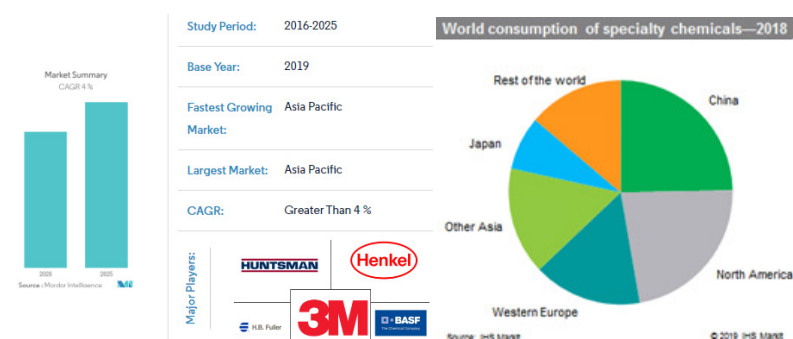 Market Summary
CAGR 4 %
2020
2025
Source : Mordor Intelligence
Study Period: 2016-2025
Base Year: 2019
Fastest Growing Asia Pacific
Market:
Largest Market: Asia Pacific
CAGR: Greater Than 4 %
Major Players:
HUNTSMAN
Henkel
H.B. Fuller
3M
BASF
The Chemical Company
World consumption of specialty chemicals—2018
Rest of the world
China
Japan
Other Asia
North America
Western Europe
Source: IHS Markit
© 2019 IHS Markit